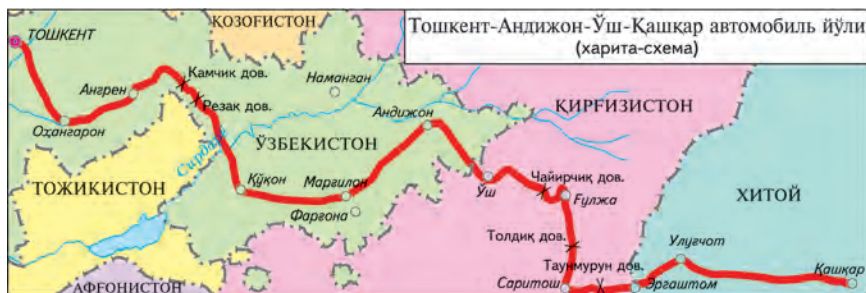 Тошкент-Андижон-Ўш-Қашқар автомобиль йўли
(харита-схема)
ҚОЗОҒИСТОН
ТОШКЕНТ
Ангрен
Камчик дов.
Наманган
Резак дов.
Оҳангарон
Андижон
ҚИРҒИЗИСТОН
Сирдарё
ЎЗБЕКИСТОН
ТОЖИКИСТОН
Қўқон
Марғилон
Фарғона
Ўш
Чайирчиқ дов.
Гулжа
ХИТОЙ
Толдиқ дов.
Улуғчот
Таунмурун дов.
Қашқар
Саритош
Эргаштом
АФҒОНИСТОН